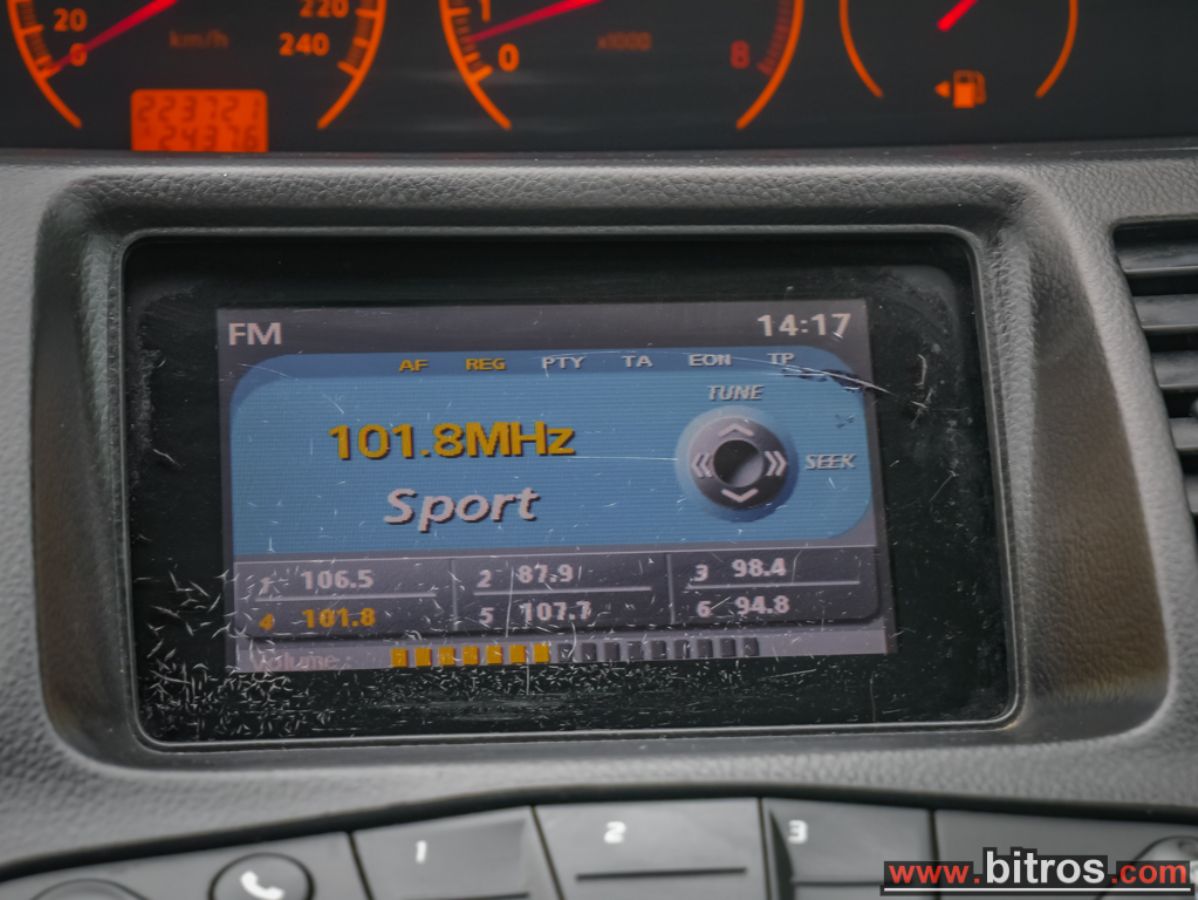 20
0
km/h
220
240
1
0
x1000
8
223721
24376
FM
14:17
AF REG PTY TA EON TP
TUNE
101.8MHz
SEEK
Sport
1 106.5 2 87.9 3 98.4
4 101.8 5 107.7 6 94.8
Volume
1 2 3
www.bitros.com